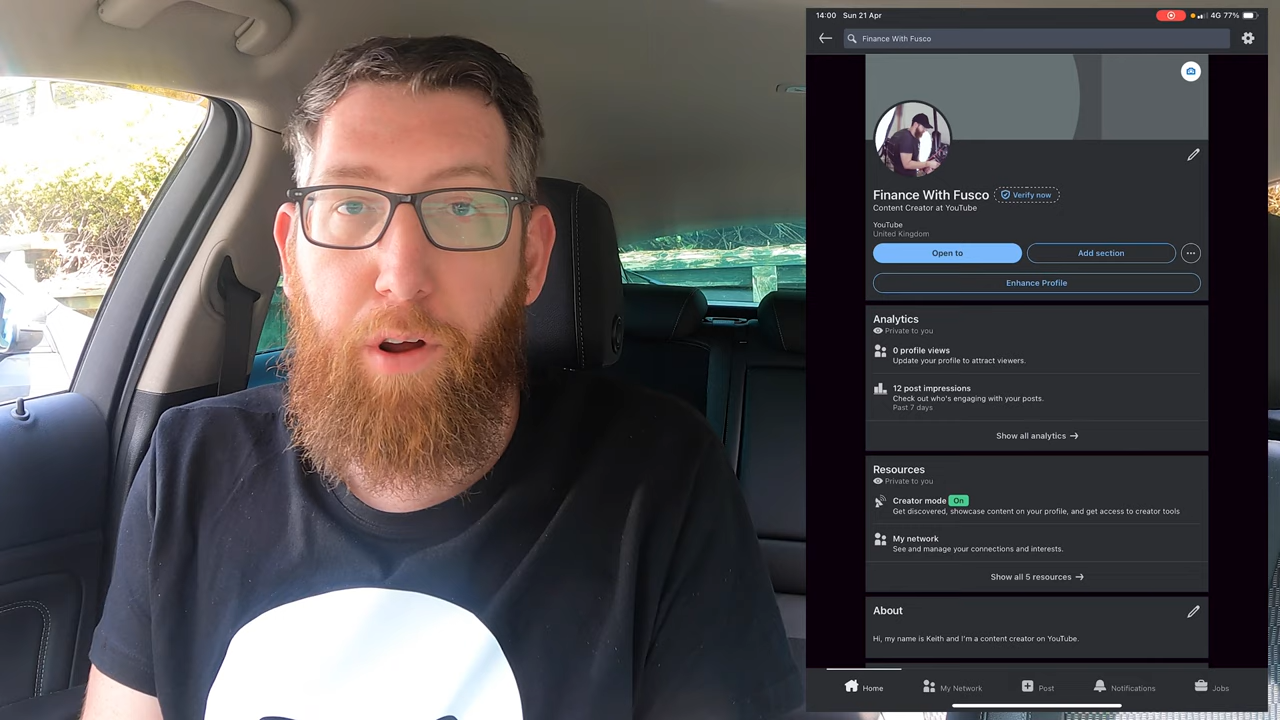 14:00 Sun 21 Apr
4G 77%
Finance With Fusco
Finance With Fusco
Verify now
Content Creator at YouTube
YouTube
United Kingdom
Open to
Add section
Enhance Profile
Analytics
Private to you
0 profile views
Update your profile to attract viewers.
12 post impressions
Check out who's engaging with your posts.
Past 7 days
Show all analytics →
Resources
Private to you
Creator mode On
Get discovered, showcase content on your profile, and get access to creator tools
My network
See and manage your connections and interests.
Show all 5 resources →
About
Hi, my name is Keith and I'm a content creator on YouTube.
Home
My Network
Post
Notifications
Jobs